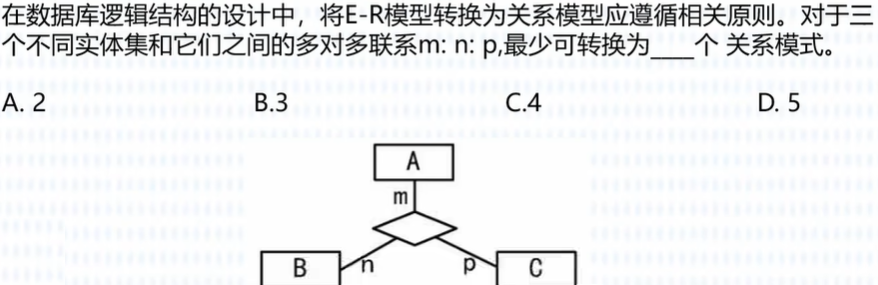 在数据库逻辑结构的设计中，将E-R模型转换为关系模型应遵循相关原则。对于三
个不同实体集和它们之间的多对多联系m: n: p,最少可转换为____个 关系模式。
A. 2 B.3 C.4 D. 5
A
m
B n p C